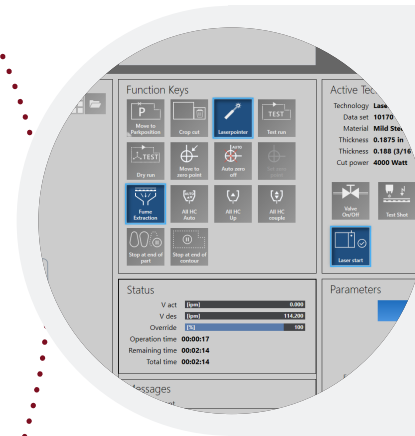 Function Keys
P
Move to
Parkposition
Crop cut
Laserpointer
TEST
Test run
TEST
Dry run
Move to
zero point
AUTO
Auto zero
off
Fume
Extraction
All HC
Auto
All HC
Up
All HC
couple
Stop at end of
part
Stop at end of
contour
Status
V act [ipm] 0.000
V des [ipm] 114.200
Override [%] 100
Operation time 00:00:17
Remaining time 00:02:14
Total time 00:02:14
Messages
Active
Technology
Data set 10170
Material Mild
Thickness 0.1875 in
Thickness 0.188 (3/16
Cut power 4000 Watt
Valve
On/Off
Test Shot
Laser start
Parameters